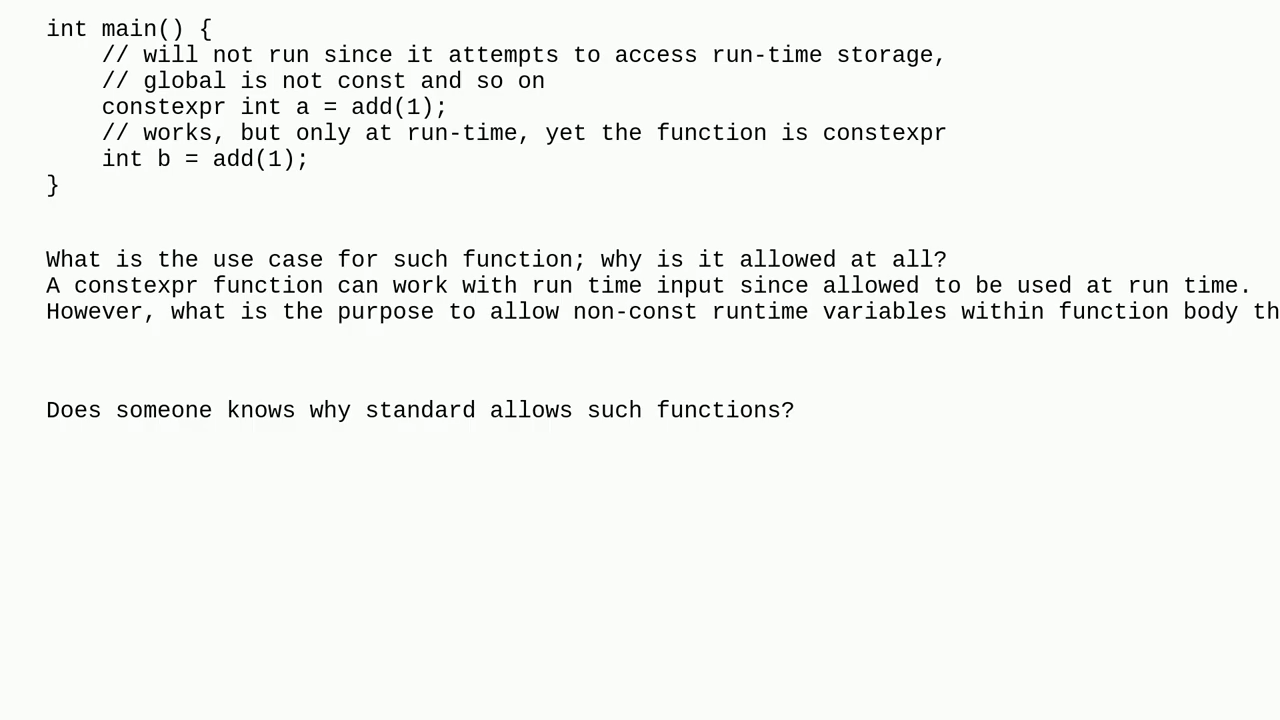 int main() {
    // will not run since it attempts to access run-time storage,
    // global is not const and so on
    constexpr int a = add(1);
    // works, but only at run-time, yet the function is constexpr
    int b = add(1);
}
What is the use case for such function; why is it allowed at all?
A constexpr function can work with run time input since allowed to be used at run time.
However, what is the purpose to allow non-const runtime variables within function body th
Does someone knows why standard allows such functions?